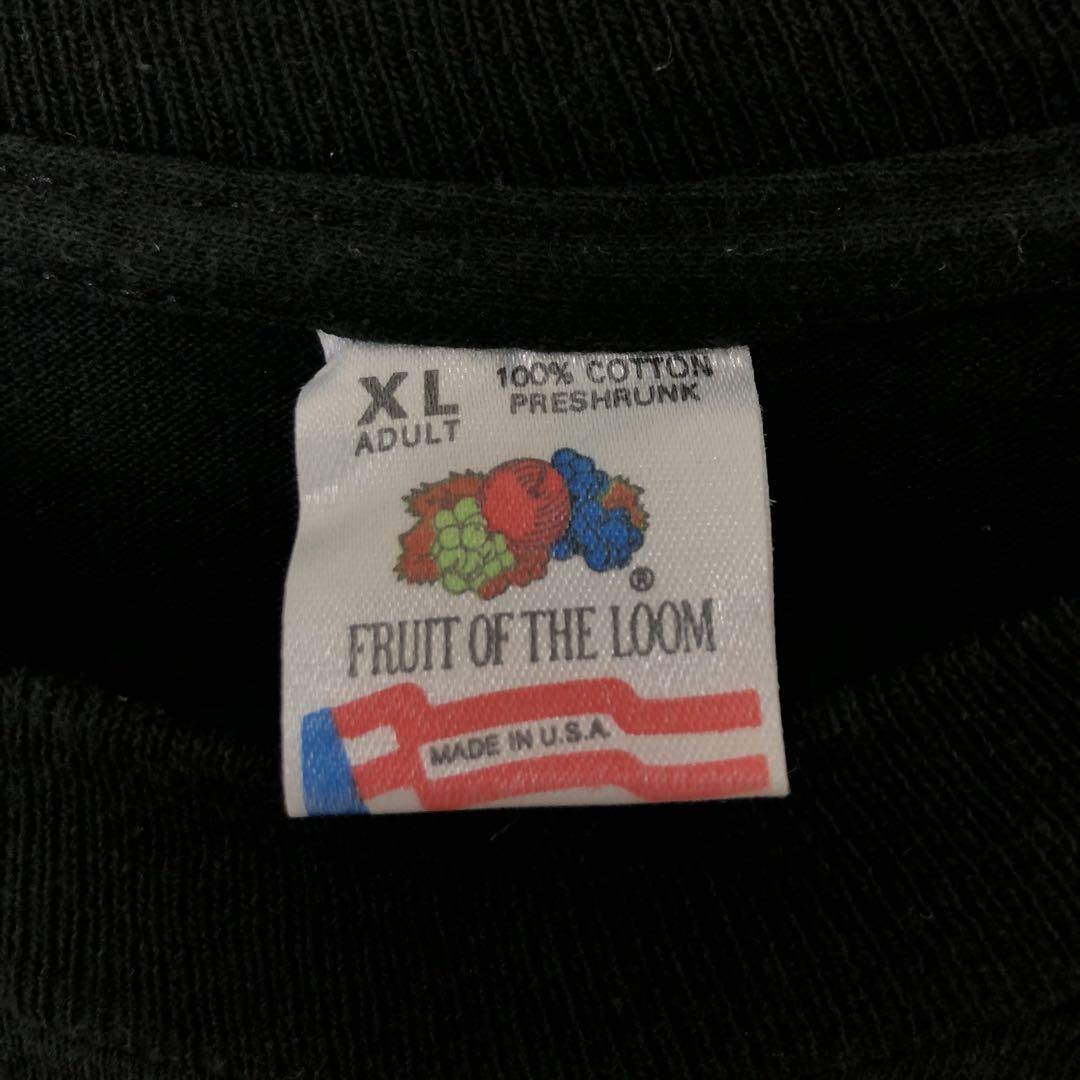 XL
ADULT
100% COTTON
PRESHRUNK
®
FRUIT OF THE LOOM
MADE IN U.S.A.